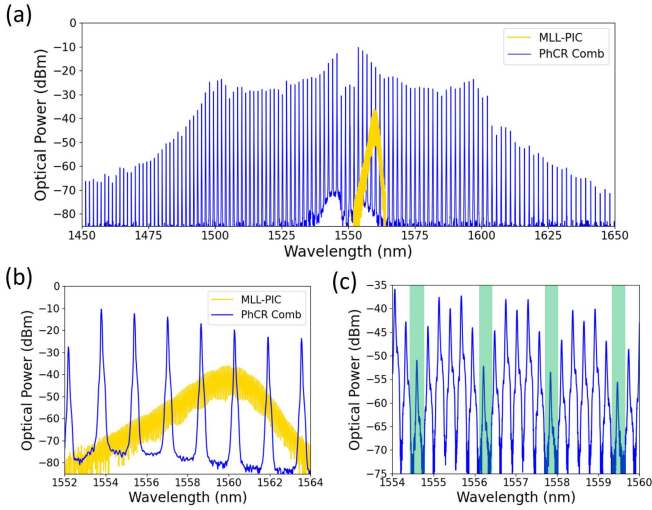 (a)
0
-10
-20
-30
-40
-50
-60
-70
-80
Optical Power (dBm)
MLL-PIC
PhCR Comb
1450 1475 1500 1525 1550 1575 1600 1625 1650
Wavelength (nm)
(b)
0
-10
-20
-30
-40
-50
-60
-70
-80
Optical Power (dBm)
MLL-PIC
PhCR Comb
1552 1554 1556 1558 1560 1562 1564
Wavelength (nm)
(c)
-35
-40
-45
-50
-55
-60
-65
-70
-75
Optical Power (dBm)
1554 1555 1556 1557 1558 1559 1560
Wavelength (nm)